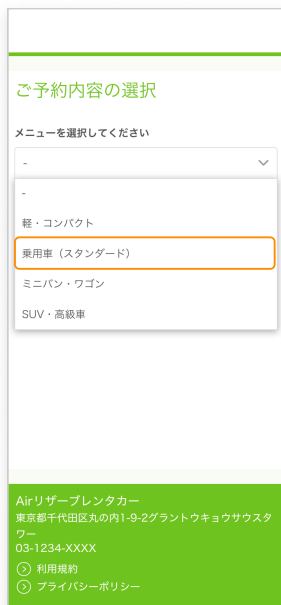 ご予約内容の選択
メニューを選択してください
-
-
軽・コンパクト
乗用車（スタンダード）
ミニバン・ワゴン
SUV・高級車
Airリザーブレンタカー
東京都千代田区丸の内1-9-2グラントウキョウサウスタ
ワー
03-1234-XXXX
利用規約
プライバシーポリシー